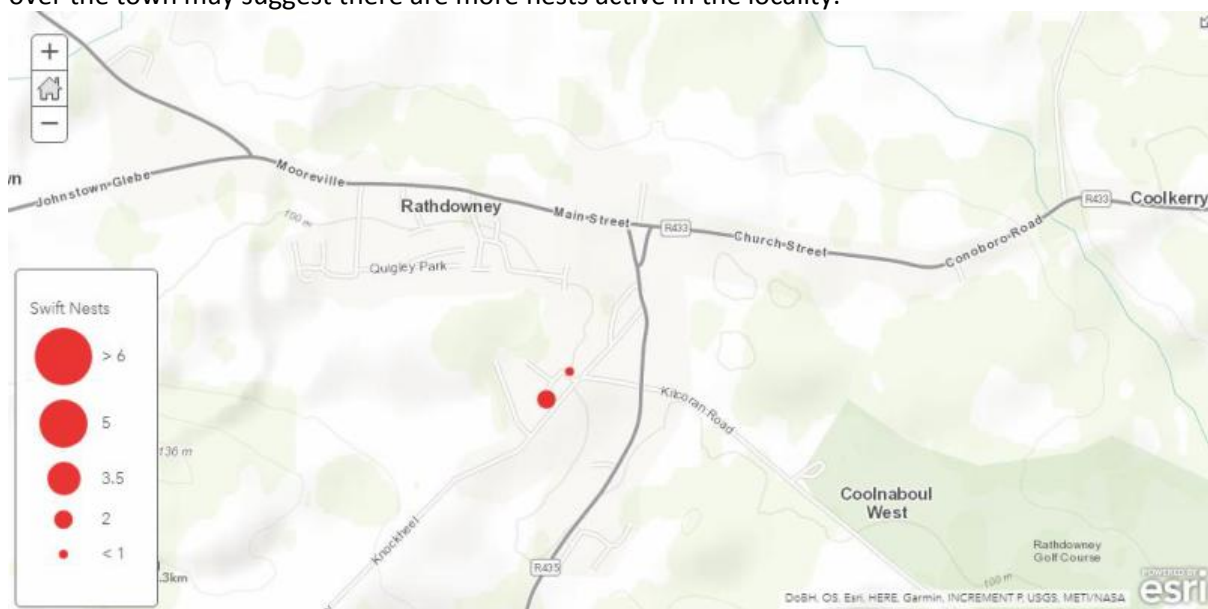 over the town may suggest there are more nests active in the locality.
+
−
n
Johnstown-Glebe
Mooreville
Rathdowney
Main-Street
R433
Church-Street
Conoboro-Road
R433
Coolkerry
100 m
Quigley Park
Swift Nests
> 6
5
3.5
2
< 1
136 m
Kilcoran Road
Knockheel
.3km
R435
Coolnaboul
West
Rathdowney
Golf Course
100 m
DoBH, OS, Esri, HERE, Garmin, INCREMENT P, USGS, METI/NASA
POWERED BY
esri